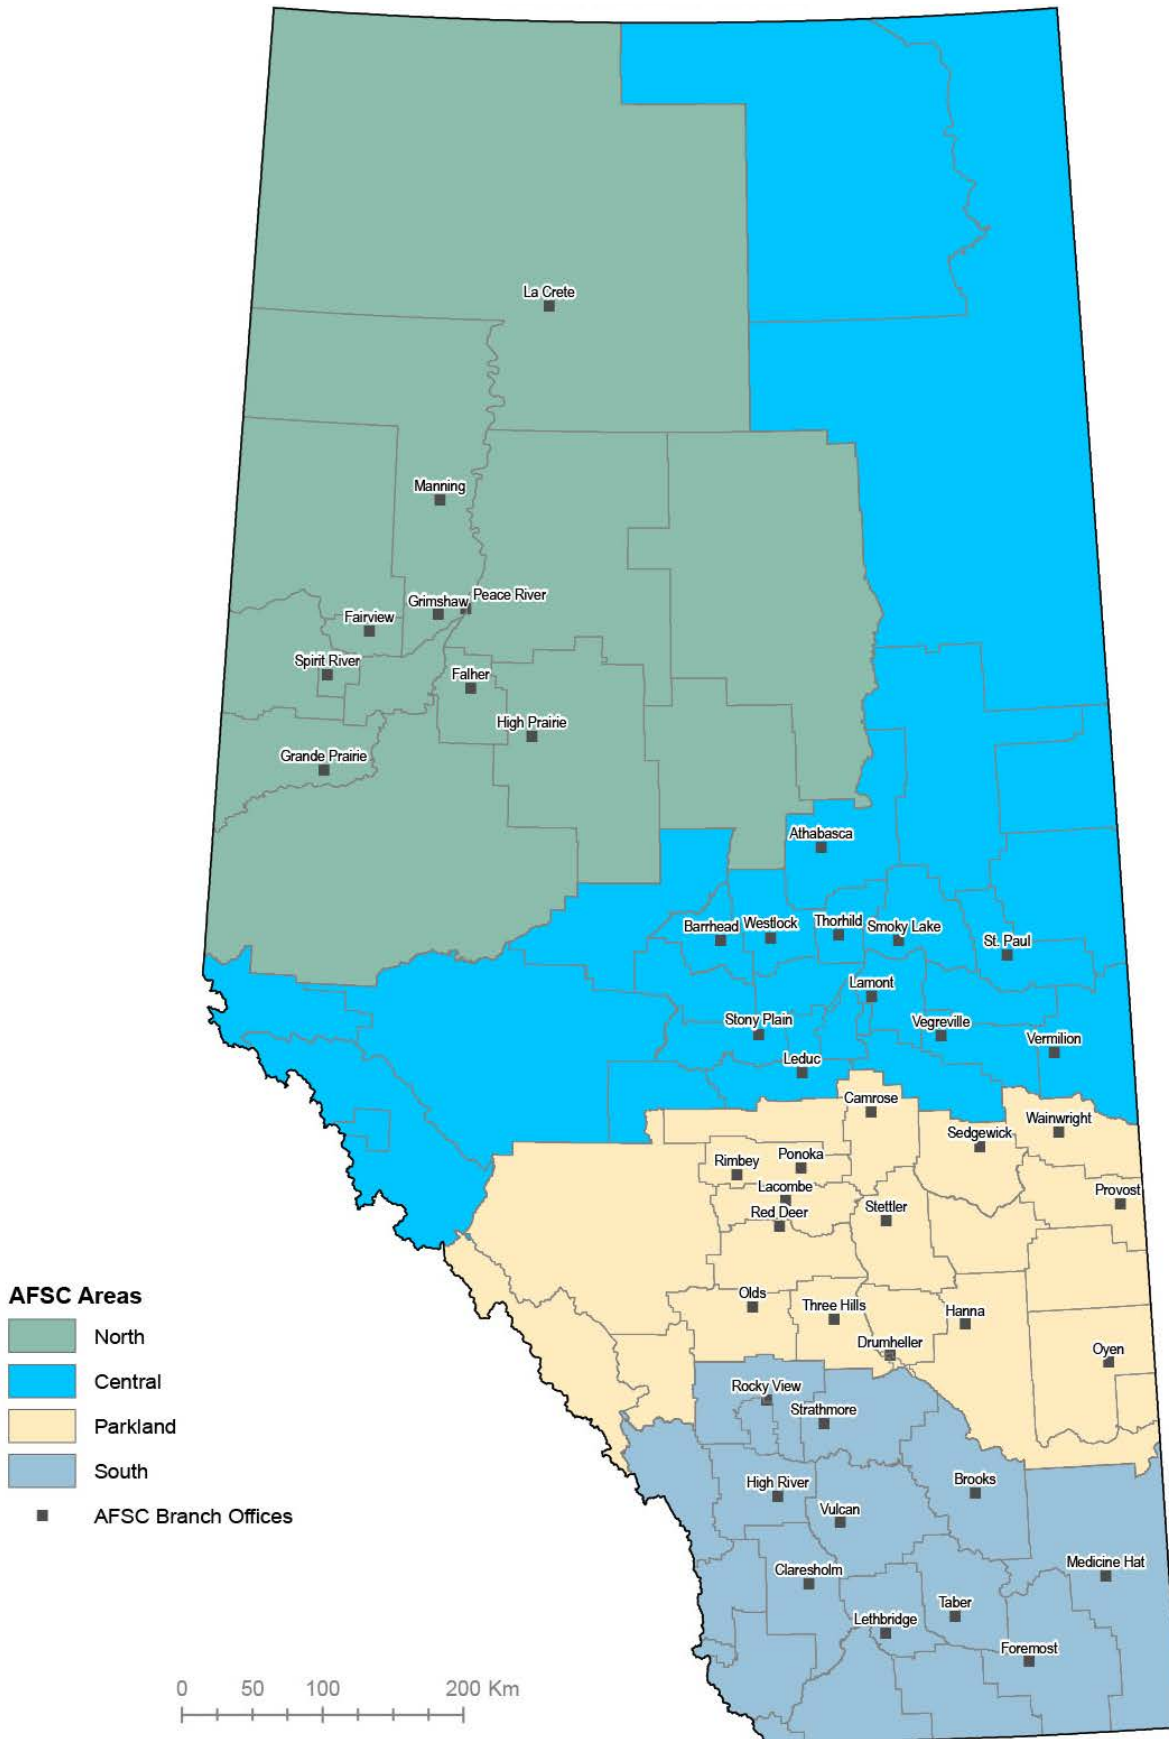 La Crete
Manning
Peace River
Grimshaw
Fairview
Spirit River
Falher
High Prairie
Grande Prairie
Athabasca
Barrhead
Westlock
Thorhild
Smoky Lake
St. Paul
Lamont
Stony Plain
Vegreville
Vermilion
Leduc
Camrose
Wainwright
Sedgewick
Rimbey
Ponoka
Lacombe
Provost
Red Deer
Stettler
AFSC Areas
North
Central
Parkland
South
AFSC Branch Offices
Olds
Three Hills
Hanna
Drumheller
Oyen
Rocky View
Strathmore
High River
Vulcan
Brooks
Claresholm
Medicine Hat
Lethbridge
Taber
Foremost
0 50 100 200 Km